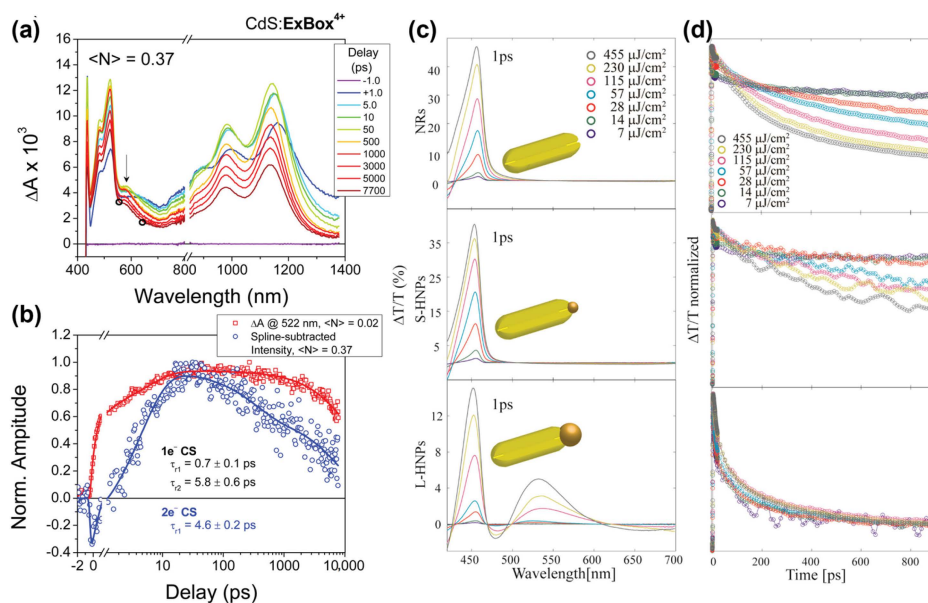 (a)
CdS:ExBox⁴⁺
<N> = 0.37
Delay
(ps)
-1.0
+1.0
5.0
10
50
500
1000
3000
5000
7700
16
14
12
10
8
6
4
2
0
ΔA x 10³
400 600 800 1000 1200 1400
Wavelength (nm)
(b)
ΔA @ 522 nm, <N> = 0.02
Spline-subtracted
Intensity, <N> = 0.37
1.2
1.0
0.8
0.6
0.4
0.2
0.0
-0.2
-0.4
Norm. Amplitude
1e⁻ CS
τr1 = 0.7 ± 0.1 ps
τr2 = 5.8 ± 0.6 ps
2e⁻ CS
τr1 = 4.6 ± 0.2 ps
-2 0 10 100 1000 10,000
Delay (ps)
(c)
1ps
455 μJ/cm²
230 μJ/cm²
115 μJ/cm²
57 μJ/cm²
28 μJ/cm²
14 μJ/cm²
7 μJ/cm²
NRs
40
30
20
10
0
1ps
ΔT/T (%)
S-HNPs
35
25
15
5
1ps
L-HNPs
12
8
4
0
450 500 550 600 650 700
Wavelength[nm]
(d)
455 μJ/cm²
230 μJ/cm²
115 μJ/cm²
57 μJ/cm²
28 μJ/cm²
14 μJ/cm²
7 μJ/cm²
ΔT/T normalized
0 200 400 600 800
Time [ps]